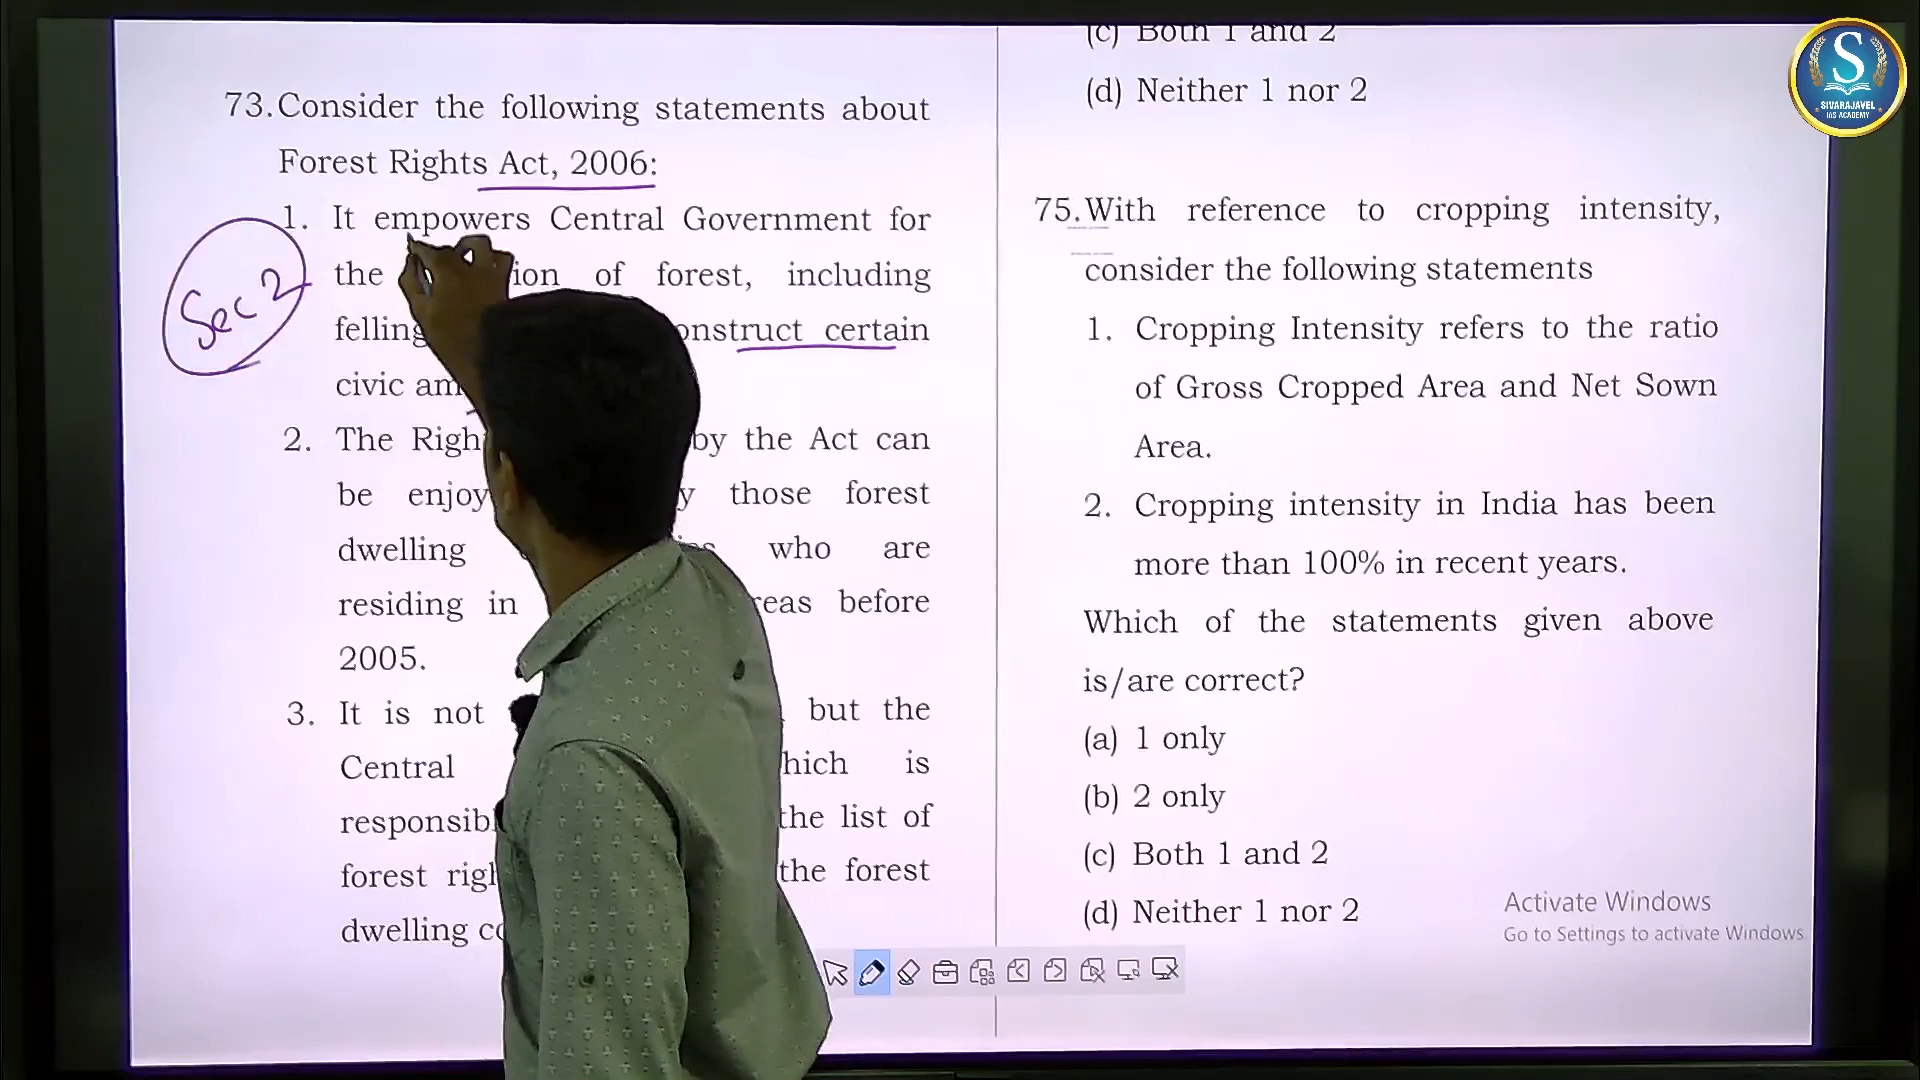 73. Consider the following statements about
Forest Rights Act, 2006:
1. It empowers Central Government for
the ion of forest, including
felling onstruct certain
civic am
Sec 2
2. The Righ by the Act can
be enjoy y those forest
dwelling who are
residing in reas before
2005.
3. It is not but the
Central hich is
responsibl the list of
forest righ the forest
dwelling co
(c) Both 1 and 2
(d) Neither 1 nor 2
75. With reference to cropping intensity,
consider the following statements
1. Cropping Intensity refers to the ratio
of Gross Cropped Area and Net Sown
Area.
2. Cropping intensity in India has been
more than 100% in recent years.
Which of the statements given above
is/are correct?
(a) 1 only
(b) 2 only
(c) Both 1 and 2
(d) Neither 1 nor 2
Activate Windows
Go to Settings to activate Windows.
S
SIVARAJAVEL
IAS ACADEMY